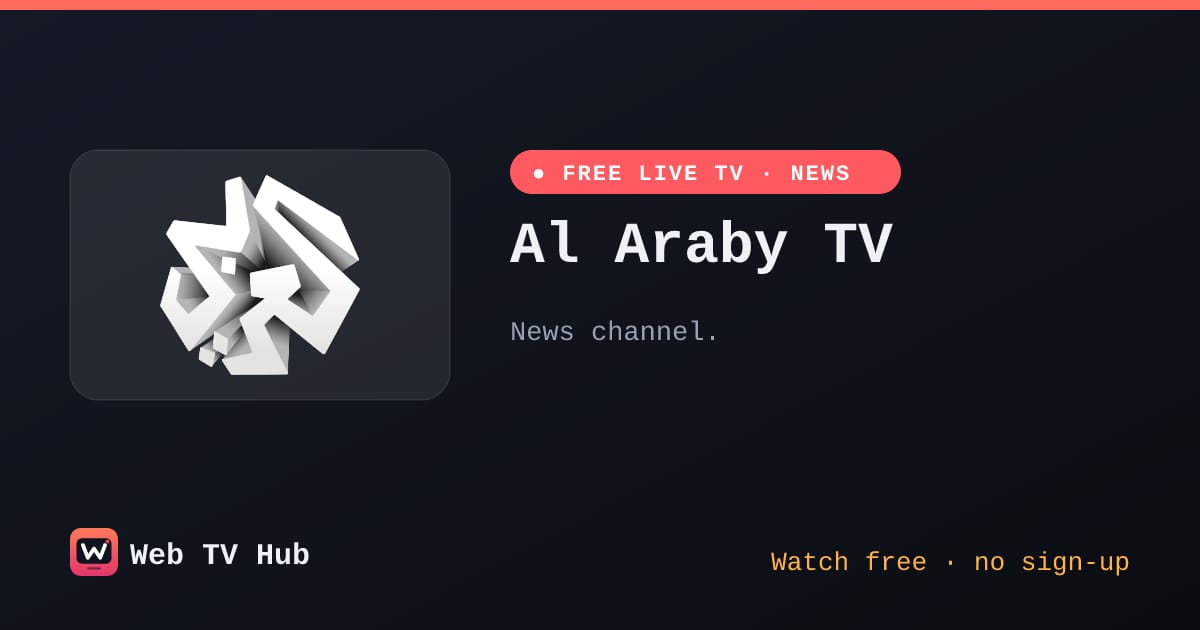 ● FREE LIVE TV · NEWS
Al Araby TV
News channel.
Web TV Hub
Watch free · no sign-up